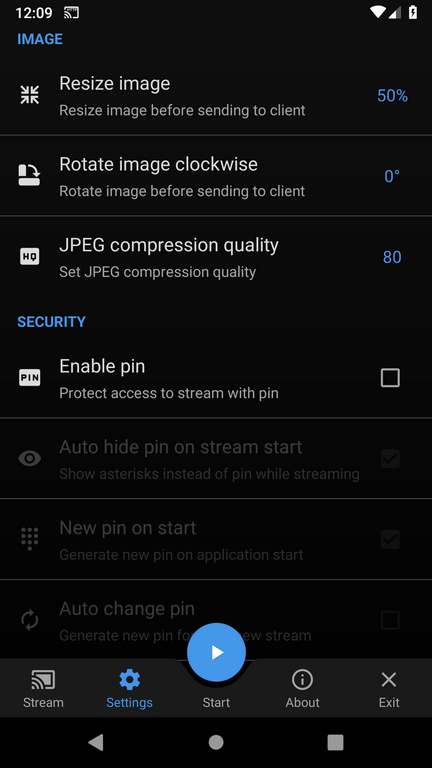 12:09
IMAGE
Resize image
Resize image before sending to client
50%
Rotate image clockwise
Rotate image before sending to client
0°
HQ
JPEG compression quality
Set JPEG compression quality
80
SECURITY
PIN
Enable pin
Protect access to stream with pin
Auto hide pin on stream start
Show asterisks instead of pin while streaming
New pin on start
Generate new pin on application start
Auto change pin
Generate new pin fo ew stream
Stream
Settings
Start
About
Exit